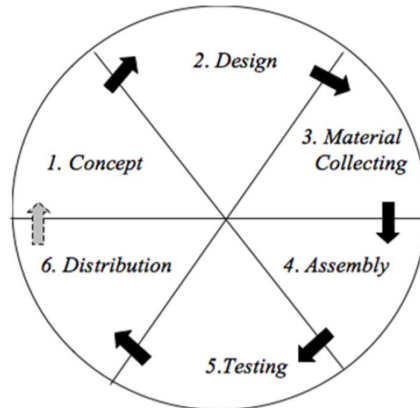 1. Concept
2. Design
3. Material
Collecting
4. Assembly
5.Testing
6. Distribution